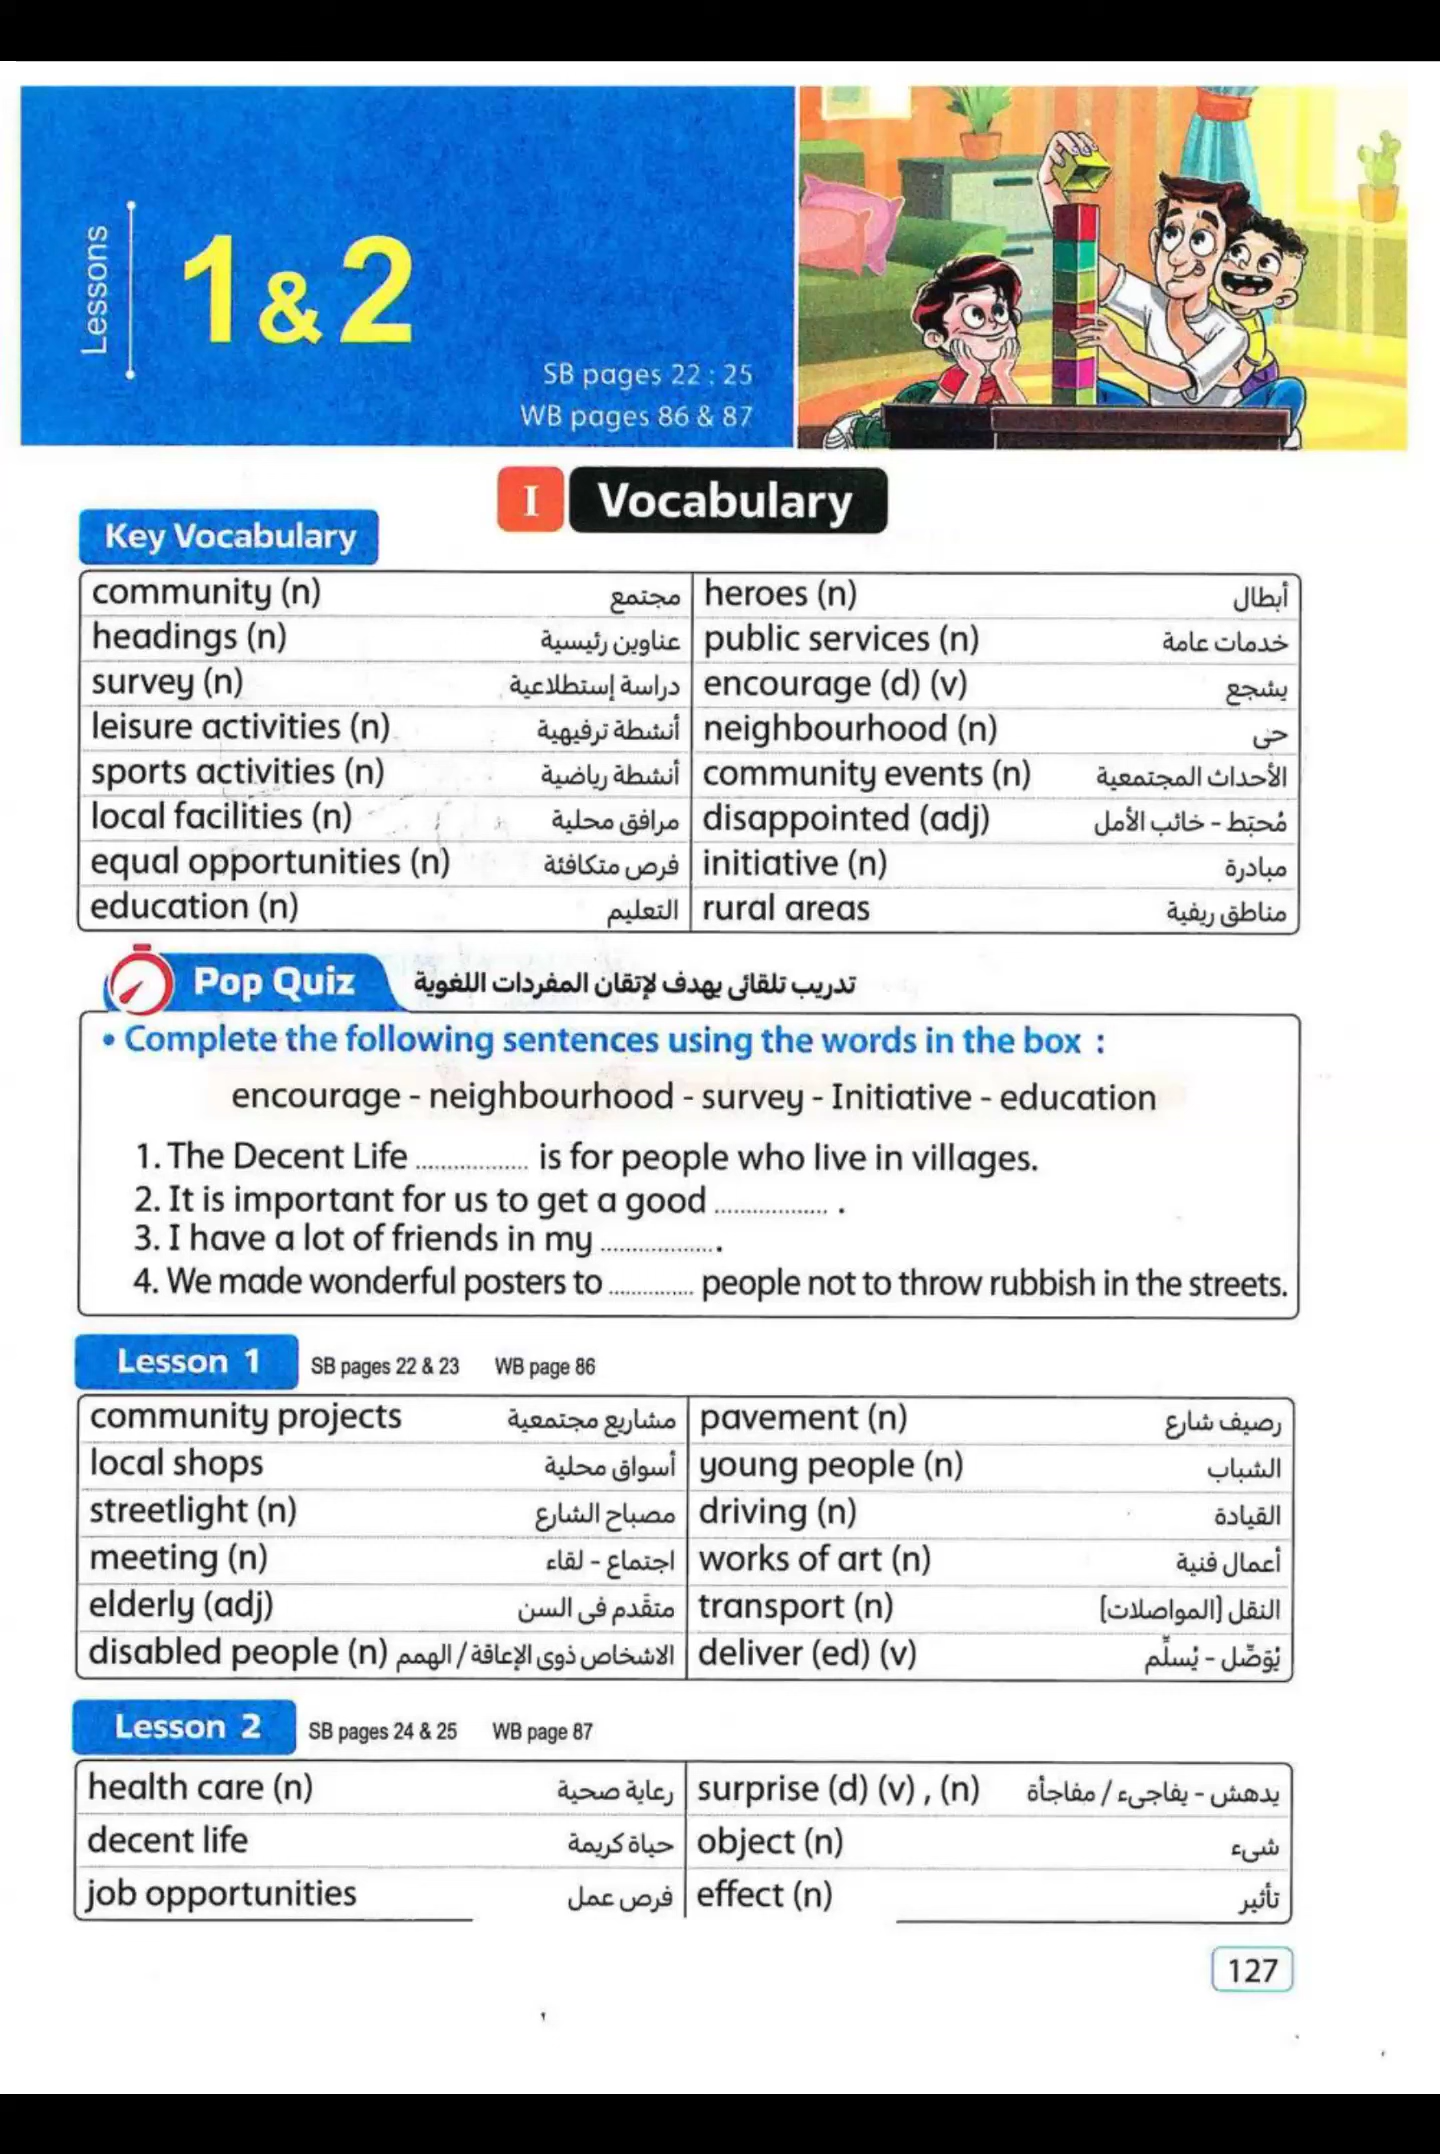 Lessons
1 & 2
SB pages 22 : 25
WB pages 86 & 87
I Vocabulary
Key Vocabulary
community (n) مجتمع heroes (n) أبطال
headings (n) عناوين رئيسية public services (n) خدمات عامة
survey (n) دراسة إستطلاعية encourage (d) (v) يشجع
leisure activities (n) أنشطة ترفيهية neighbourhood (n) حى
sports activities (n) أنشطة رياضية community events (n) الأحداث المجتمعية
local facilities (n) مرافق محلية disappointed (adj) مُحبَط - خائب الأمل
equal opportunities (n) فرص متكافئة initiative (n) مبادرة
education (n) التعليم rural areas مناطق ريفية
Pop Quiz تدريب تلقائى يهدف لإتقان المفردات اللغوية
• Complete the following sentences using the words in the box :
encourage - neighbourhood - survey - Initiative - education
1. The Decent Life .................. is for people who live in villages.
2. It is important for us to get a good .................. .
3. I have a lot of friends in my ..................
4. We made wonderful posters to ............. people not to throw rubbish in the streets.
Lesson 1 SB pages 22 & 23 WB page 86
community projects مشاريع مجتمعية pavement (n) رصيف شارع
local shops أسواق محلية young people (n) الشباب
streetlight (n) مصباح الشارع driving (n) القيادة
meeting (n) اجتماع - لقاء works of art (n) أعمال فنية
elderly (adj) متقَدم فى السن transport (n) النقل [المواصلات]
disabled people (n) الاشخاص ذوى الإعاقة / الهمم deliver (ed) (v) يُوَصِّل - يُسلِّم
Lesson 2 SB pages 24 & 25 WB page 87
health care (n) رعاية صحية surprise (d) (v) , (n) يدهش - يفاجىء / مفاجأة
decent life حياة كريمة object (n) شىء
job opportunities فرص عمل effect (n) تأثير
127